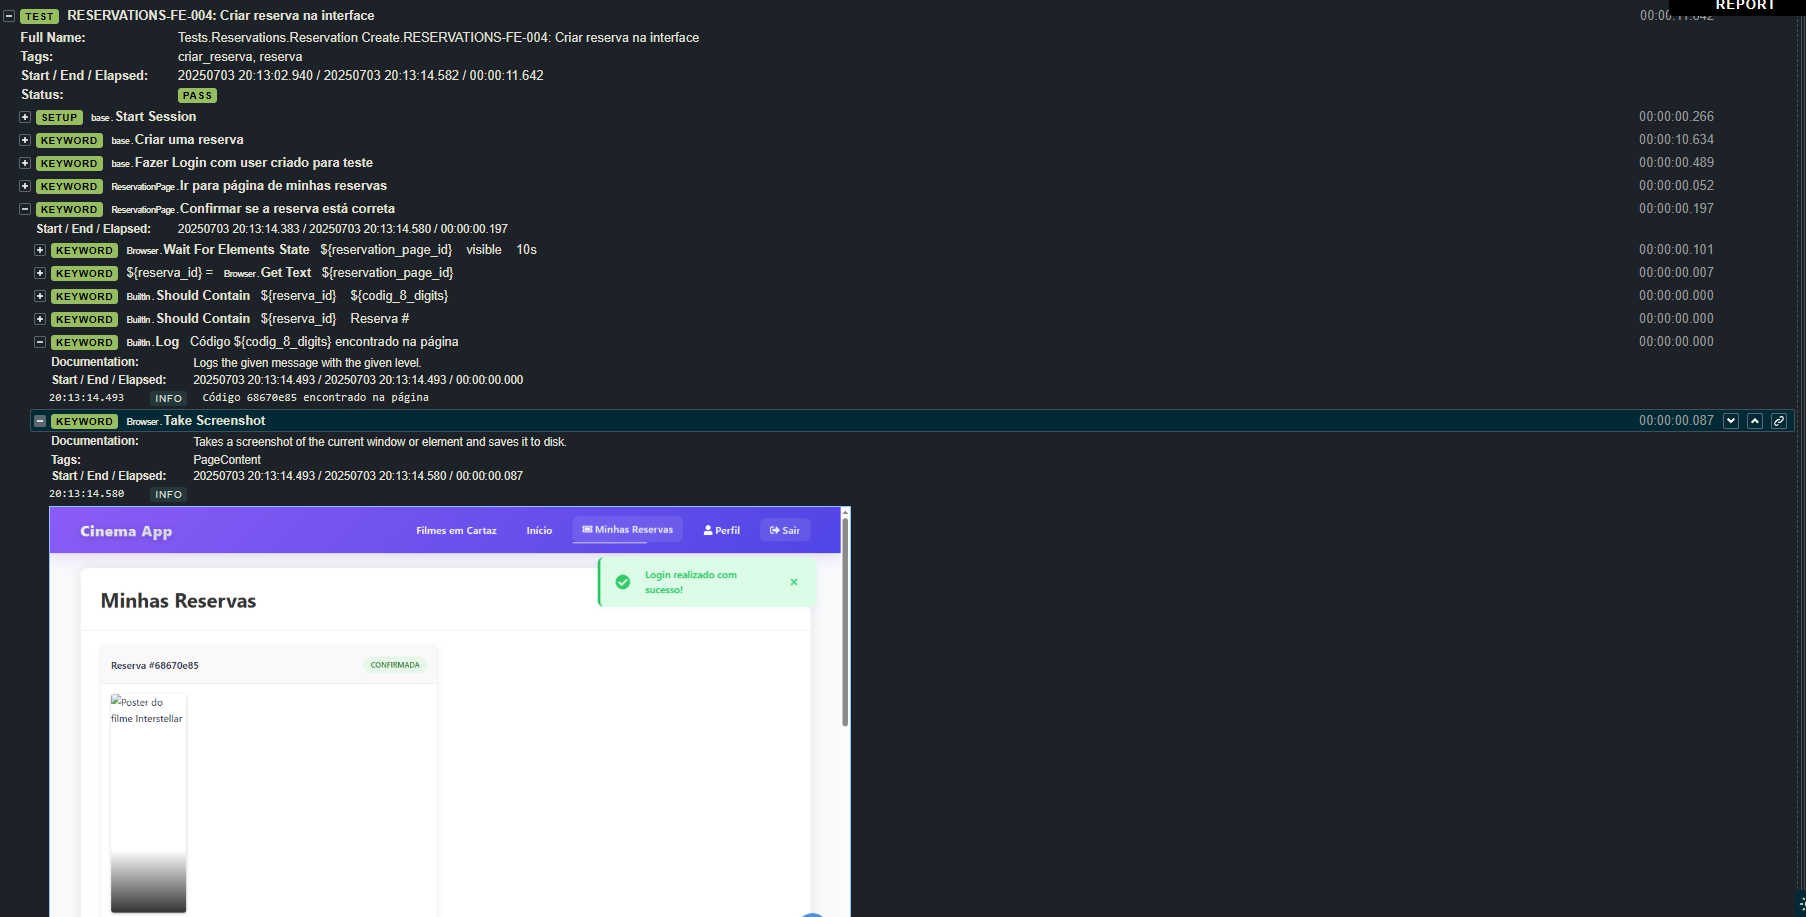 REPORT
TEST RESERVATIONS-FE-004: Criar reserva na interface 00:00:11.642
Full Name: Tests.Reservations.Reservation Create.RESERVATIONS-FE-004: Criar reserva na interface
Tags: criar_reserva, reserva
Start / End / Elapsed: 20250703 20:13:02.940 / 20250703 20:13:14.582 / 00:00:11.642
Status: PASS
SETUP base. Start Session 00:00:00.266
KEYWORD base. Criar uma reserva 00:00:10.634
KEYWORD base. Fazer Login com user criado para teste 00:00:00.489
KEYWORD ReservationPage. Ir para página de minhas reservas 00:00:00.052
KEYWORD ReservationPage. Confirmar se a reserva está correta 00:00:00.197
Start / End / Elapsed: 20250703 20:13:14.383 / 20250703 20:13:14.580 / 00:00:00.197
KEYWORD Browser. Wait For Elements State ${reservation_page_id} visible 10s 00:00:00.101
KEYWORD ${reserva_id} = Browser. Get Text ${reservation_page_id} 00:00:00.007
KEYWORD BuiltIn. Should Contain ${reserva_id} ${codig_8_digits} 00:00:00.000
KEYWORD BuiltIn. Should Contain ${reserva_id} Reserva # 00:00:00.000
KEYWORD BuiltIn. Log Código ${codig_8_digits} encontrado na página 00:00:00.000
Documentation: Logs the given message with the given level.
Start / End / Elapsed: 20250703 20:13:14.493 / 20250703 20:13:14.493 / 00:00:00.000
20:13:14.493 INFO Código 68670e85 encontrado na página
KEYWORD Browser. Take Screenshot 00:00:00.087
Documentation: Takes a screenshot of the current window or element and saves it to disk.
Tags: PageContent
Start / End / Elapsed: 20250703 20:13:14.493 / 20250703 20:13:14.580 / 00:00:00.087
20:13:14.580 INFO
Cinema App Filmes em Cartaz Início Minhas Reservas Perfil Sair
Login realizado com
sucesso!
Minhas Reservas
Reserva #68670e85 CONFIRMADA
Poster do
filme Interstellar